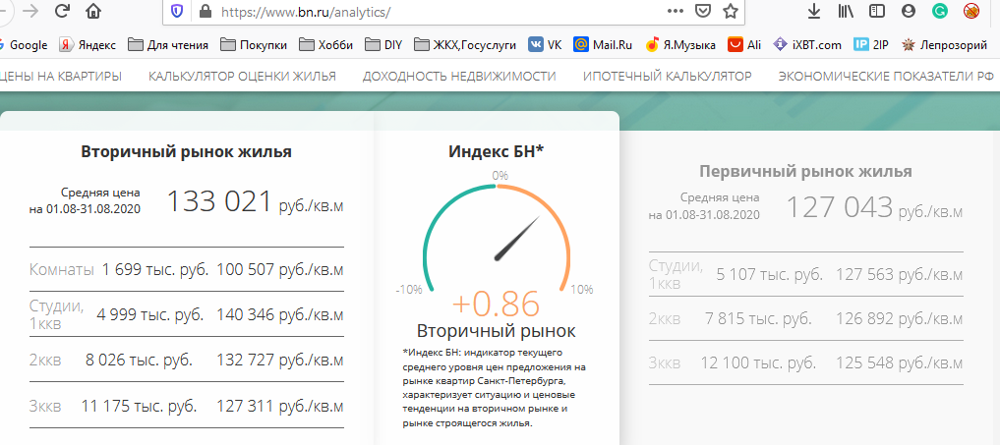 https://www.bn.ru/analytics/
Google Яндекс Для чтения Покупки Хобби DIY ЖКХ,Госуслуги VK Mail.Ru Я.Музыка Ali iXBT.com 2IP Лепрозорий
ЦЕНЫ НА КВАРТИРЫ КАЛЬКУЛЯТОР ОЦЕНКИ ЖИЛЬЯ ДОХОДНОСТЬ НЕДВИЖИМОСТИ ИПОТЕЧНЫЙ КАЛЬКУЛЯТОР ЭКОНОМИЧЕСКИЕ ПОКАЗАТЕЛИ РФ
Вторичный рынок жилья
Средняя цена
на 01.08-31.08.2020
133 021 руб./кв.м
Комнаты 1 699 тыс. руб. 100 507 руб./кв.м
Студии,
1ккв
4 999 тыс. руб. 140 346 руб./кв.м
2ккв 8 026 тыс. руб. 132 727 руб./кв.м
3ккв 11 175 тыс. руб. 127 311 руб./кв.м
Индекс БН*
0%
-10%
10%
+0.86
Вторичный рынок
*Индекс БН: индикатор текущего
среднего уровня цен предложения на
рынке квартир Санкт-Петербурга,
характеризует ситуацию и ценовые
тенденции на вторичном рынке и
рынке строящегося жилья.
Первичный рынок жилья
Средняя цена
на 01.08-31.08.2020
127 043 руб./кв.м
Студии,
1ккв
5 107 тыс. руб. 127 563 руб./кв.м
2ккв 7 815 тыс. руб. 126 892 руб./кв.м
3ккв 12 100 тыс. руб. 125 548 руб./кв.м